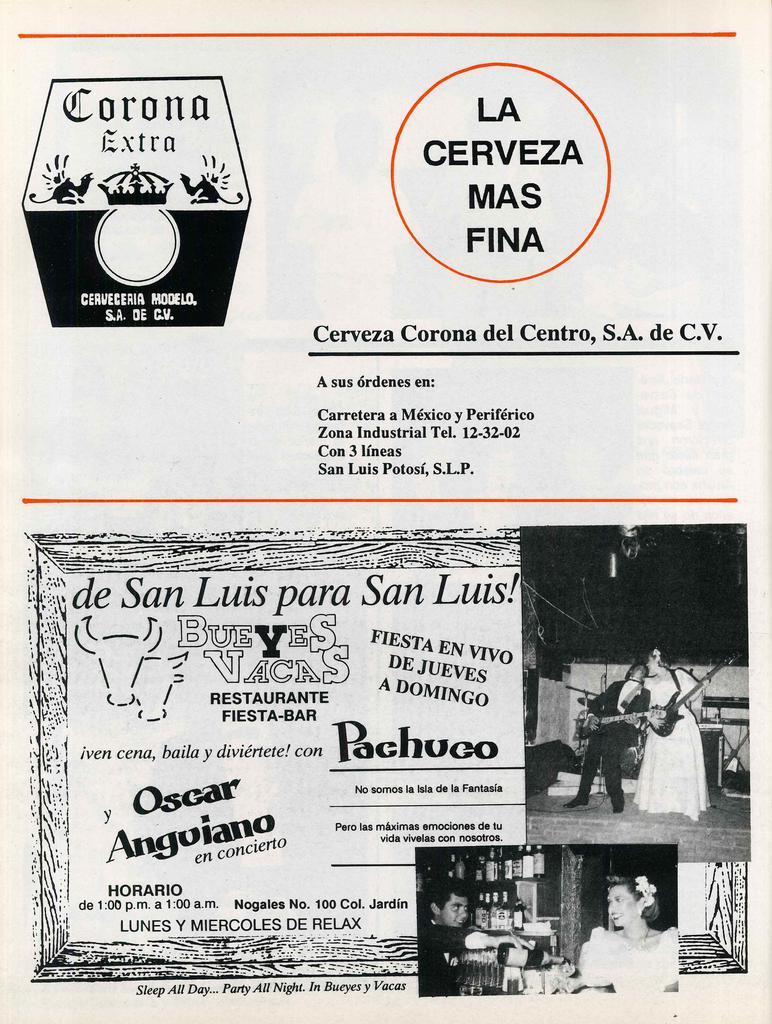 Corona
Extra
CERVECERIA MODELO,
S.A. DE C.V.
LA
CERVEZA
MAS
FINA
Cerveza Corona del Centro, S.A. de C.V.
A sus órdenes en:
Carretera a México y Periférico
Zona Industrial Tel. 12-32-02
Con 3 líneas
San Luis Potosí, S.L.P.
de San Luis para San Luis!
BUEYES
Y
VACAS
RESTAURANTE
FIESTA-BAR
FIESTA EN VIVO
DE JUEVES
A DOMINGO
¡ven cena, baila y diviértete! con
Pachuco
y Oscar
Anguiano
en concierto
No somos la Isla de la Fantasía
Pero las máximas emociones de tu
vida vivelas con nosotros.
HORARIO
de 1:00 p.m. a 1:00 a.m. Nogales No. 100 Col. Jardín
LUNES Y MIERCOLES DE RELAX
Sleep All Day... Party All Night. In Bueyes y Vacas